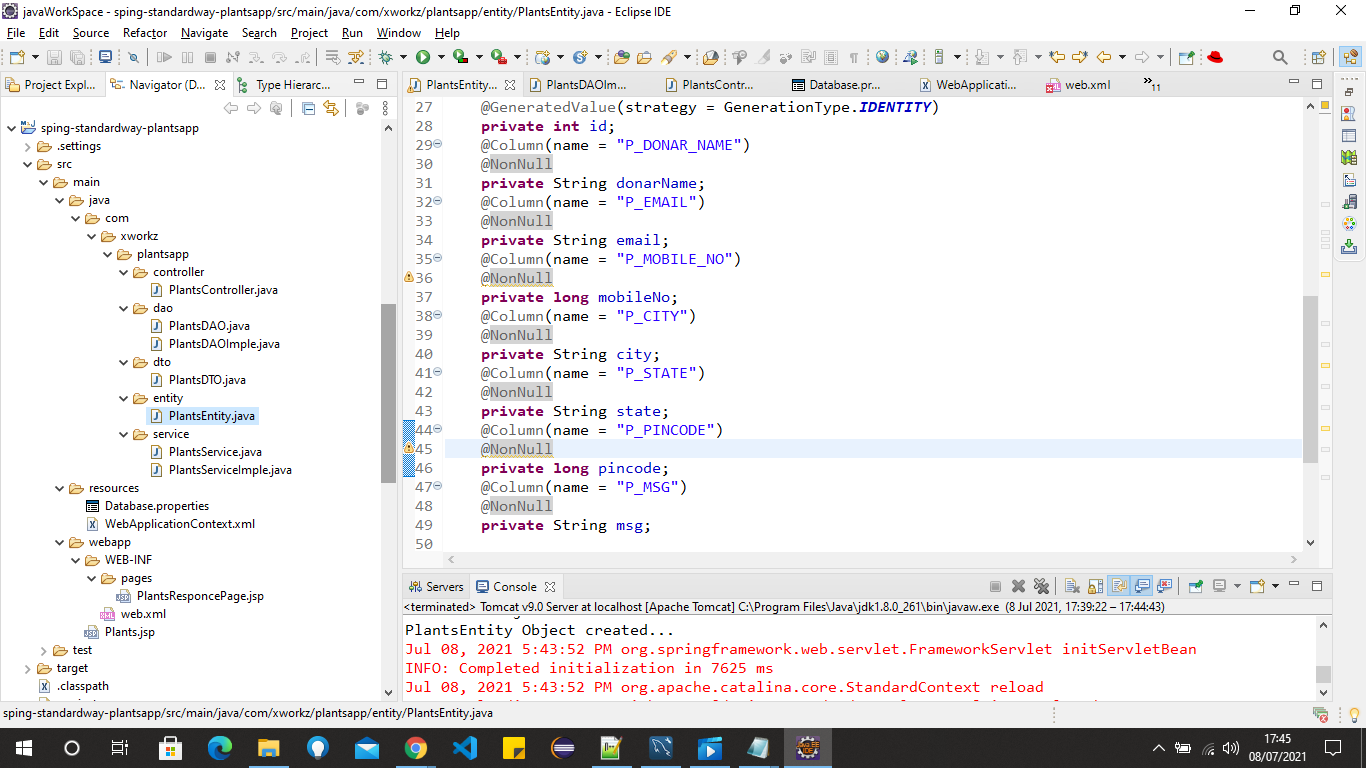 javaWorkSpace - sping-standardway-plantsapp/src/main/java/com/xworkz/plantsapp/entity/PlantsEntity.java - Eclipse IDE
File Edit Source Refactor Navigate Search Project Run Window Help
Project Expl... Navigator (D... Type Hierarc...
PlantsEntity.... PlantsDAOIm... PlantsContr... Database.pr... WebApplicati... web.xml 11
sping-standardway-plantsapp
.settings
src
main
java
com
xworkz
plantsapp
controller
PlantsController.java
dao
PlantsDAO.java
PlantsDAOImple.java
dto
PlantsDTO.java
entity
PlantsEntity.java
service
PlantsService.java
PlantsServiceImple.java
resources
Database.properties
WebApplicationContext.xml
webapp
WEB-INF
pages
PlantsResponcePage.jsp
web.xml
Plants.jsp
test
target
.classpath
27 @GeneratedValue(strategy = GenerationType.IDENTITY)
28 private int id;
29 @Column(name = "P_DONAR_NAME")
30 @NonNull
31 private String donarName;
32 @Column(name = "P_EMAIL")
33 @NonNull
34 private String email;
35 @Column(name = "P_MOBILE_NO")
36 @NonNull
37 private long mobileNo;
38 @Column(name = "P_CITY")
39 @NonNull
40 private String city;
41 @Column(name = "P_STATE")
42 @NonNull
43 private String state;
44 @Column(name = "P_PINCODE")
45 @NonNull
46 private long pincode;
47 @Column(name = "P_MSG")
48 @NonNull
49 private String msg;
50
Servers Console
<terminated> Tomcat v9.0 Server at localhost [Apache Tomcat] C:\Program Files\Java\jdk1.8.0_261\bin\javaw.exe (8 Jul 2021, 17:39:22 – 17:44:43)
PlantsEntity Object created...
Jul 08, 2021 5:43:52 PM org.springframework.web.servlet.FrameworkServlet initServletBean
INFO: Completed initialization in 7625 ms
Jul 08, 2021 5:43:52 PM org.apache.catalina.core.StandardContext reload
sping-standardway-plantsapp/src/main/java/com/xworkz/plantsapp/entity/PlantsEntity.java
17:45
08/07/2021